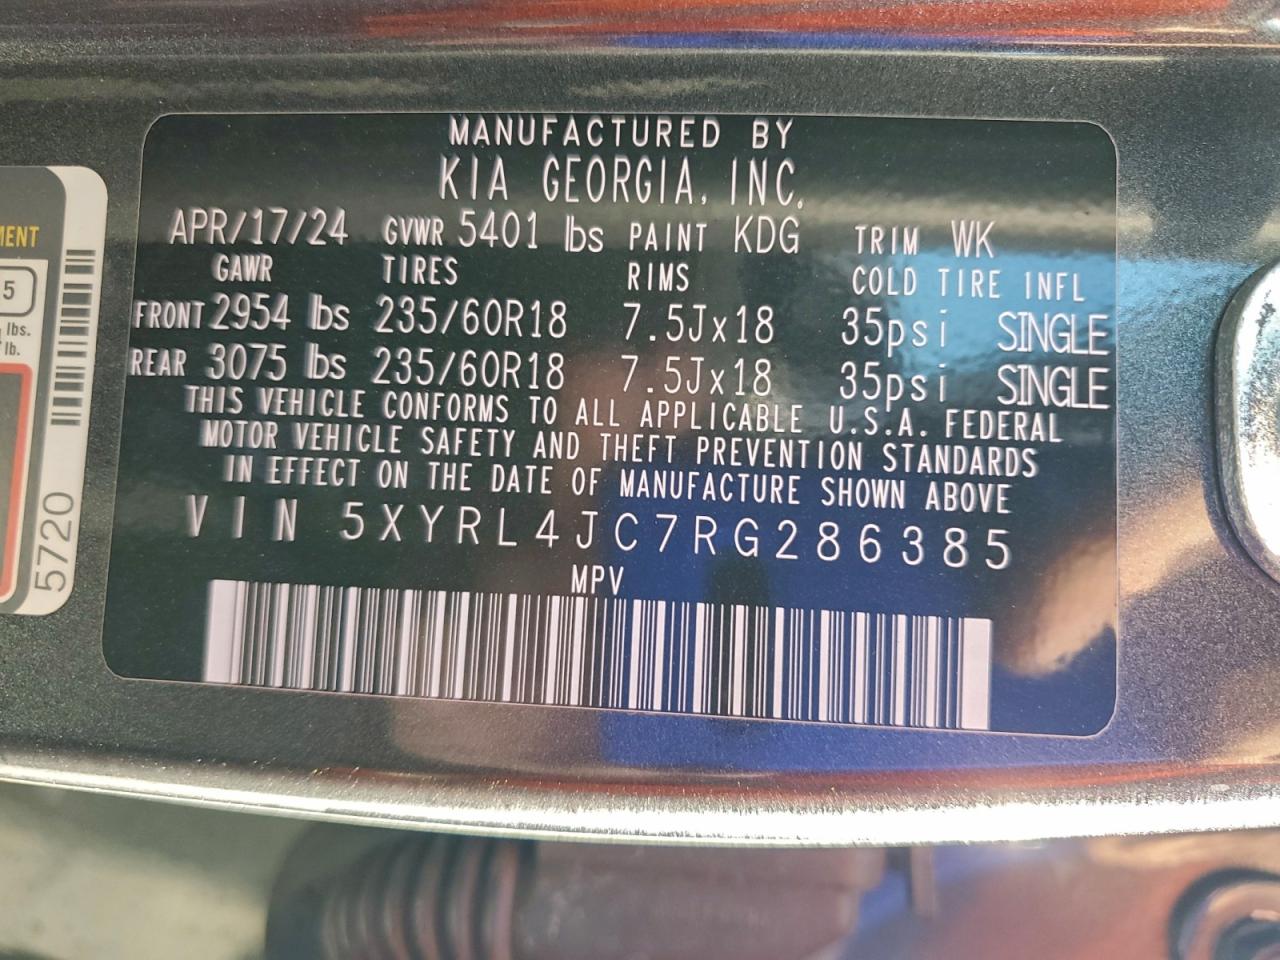 MANUFACTURED BY
KIA GEORGIA, INC.
APR/17/24 GVWR 5401 lbs PAINT KDG TRIM WK
GAWR TIRES RIMS COLD TIRE INFL
FRONT 2954 lbs 235/60R18 7.5Jx18 35psi SINGLE
REAR 3075 lbs 235/60R18 7.5Jx18 35psi SINGLE
THIS VEHICLE CONFORMS TO ALL APPLICABLE U.S.A. FEDERAL
MOTOR VEHICLE SAFETY AND THEFT PREVENTION STANDARDS
IN EFFECT ON THE DATE OF MANUFACTURE SHOWN ABOVE
VIN 5XYRL4JC7RG286385
MPV
5
lbs.
lb.
5720